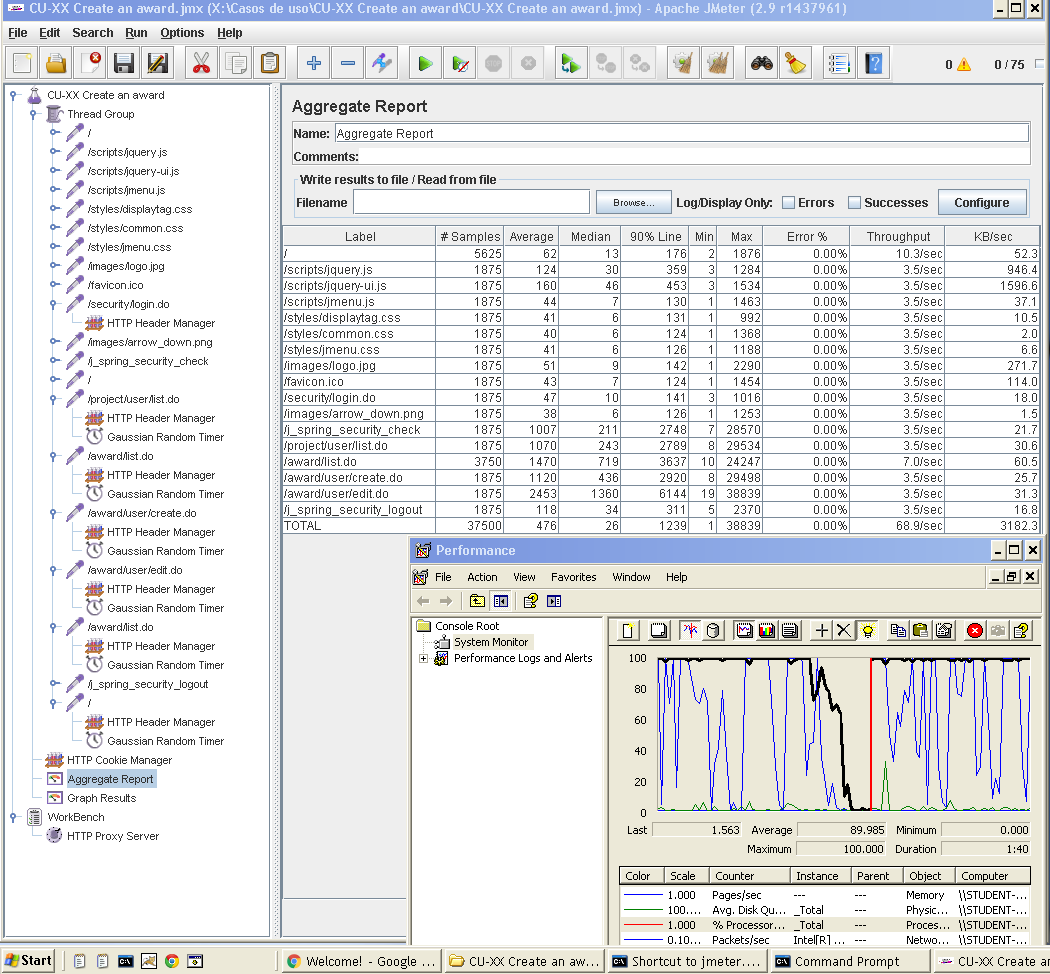 CU-XX Create an award.jmx (X:\Casos de uso\CU-XX Create an award\CU-XX Create an award.jmx) - Apache JMeter (2.9 r1437961)
File Edit Search Run Options Help
0 0 / 75
CU-XX Create an award
Thread Group
/
/scripts/jquery.js
/scripts/jquery-ui.js
/scripts/jmenu.js
/styles/displaytag.css
/styles/common.css
/styles/jmenu.css
/images/logo.jpg
/favicon.ico
/security/login.do
HTTP Header Manager
/images/arrow_down.png
/j_spring_security_check
/
/project/user/list.do
HTTP Header Manager
Gaussian Random Timer
/award/list.do
HTTP Header Manager
Gaussian Random Timer
/award/user/create.do
HTTP Header Manager
Gaussian Random Timer
/award/user/edit.do
HTTP Header Manager
Gaussian Random Timer
/award/list.do
HTTP Header Manager
Gaussian Random Timer
/j_spring_security_logout
/
HTTP Header Manager
Gaussian Random Timer
HTTP Cookie Manager
Aggregate Report
Graph Results
WorkBench
HTTP Proxy Server
Aggregate Report
Name: Aggregate Report
Comments:
Write results to file / Read from file
Filename Browse... Log/Display Only: Errors Successes Configure
Label # Samples Average Median 90% Line Min Max Error % Throughput KB/sec
/ 5625 62 13 176 2 1876 0.00% 10.3/sec 52.3
/scripts/jquery.js 1875 124 30 359 3 1284 0.00% 3.5/sec 946.4
/scripts/jquery-ui.js 1875 160 46 453 3 1534 0.00% 3.5/sec 1596.6
/scripts/jmenu.js 1875 44 7 130 1 1463 0.00% 3.5/sec 37.1
/styles/displaytag.css 1875 41 6 131 1 992 0.00% 3.5/sec 10.5
/styles/common.css 1875 40 6 124 1 1368 0.00% 3.5/sec 2.0
/styles/jmenu.css 1875 41 6 126 1 1188 0.00% 3.5/sec 6.6
/images/logo.jpg 1875 51 9 142 1 2290 0.00% 3.5/sec 271.7
/favicon.ico 1875 43 7 124 1 1454 0.00% 3.5/sec 114.0
/security/login.do 1875 47 10 141 3 1016 0.00% 3.5/sec 18.0
/images/arrow_down.png 1875 38 6 126 1 1253 0.00% 3.5/sec 1.5
/j_spring_security_check 1875 1007 211 2748 7 28570 0.00% 3.5/sec 21.7
/project/user/list.do 1875 1070 243 2789 8 29534 0.00% 3.5/sec 30.6
/award/list.do 3750 1470 719 3637 10 24247 0.00% 7.0/sec 60.5
/award/user/create.do 1875 1120 436 2920 8 29498 0.00% 3.5/sec 25.7
/award/user/edit.do 1875 2453 1360 6144 19 38839 0.00% 3.5/sec 31.3
/j_spring_security_logout 1875 118 34 311 5 2370 0.00% 3.5/sec 16.8
TOTAL 37500 476 26 1239 1 38839 0.00% 68.9/sec 3182.3
Performance
File Action View Favorites Window Help
Console Root
System Monitor
Performance Logs and Alerts
100
80
60
40
20
0
Last 1.563 Average 89.985 Minimum 0.000
Maximum 100.000 Duration 1:40
Color Scale Counter Instance Parent Object Computer
1.000 Pages/sec --- --- Memory \\STUDENT-...
100.... Avg. Disk Qu... _Total --- Physic... \\STUDENT-...
1.000 % Processor... _Total --- Proces... \\STUDENT-...
0.10... Packets/sec Intel[R] ... --- Netwo... \\STUDENT-...
Start Welcome! - Google ... CU-XX Create an aw... Shortcut to jmeter.... Command Prompt CU-XX Create an aw